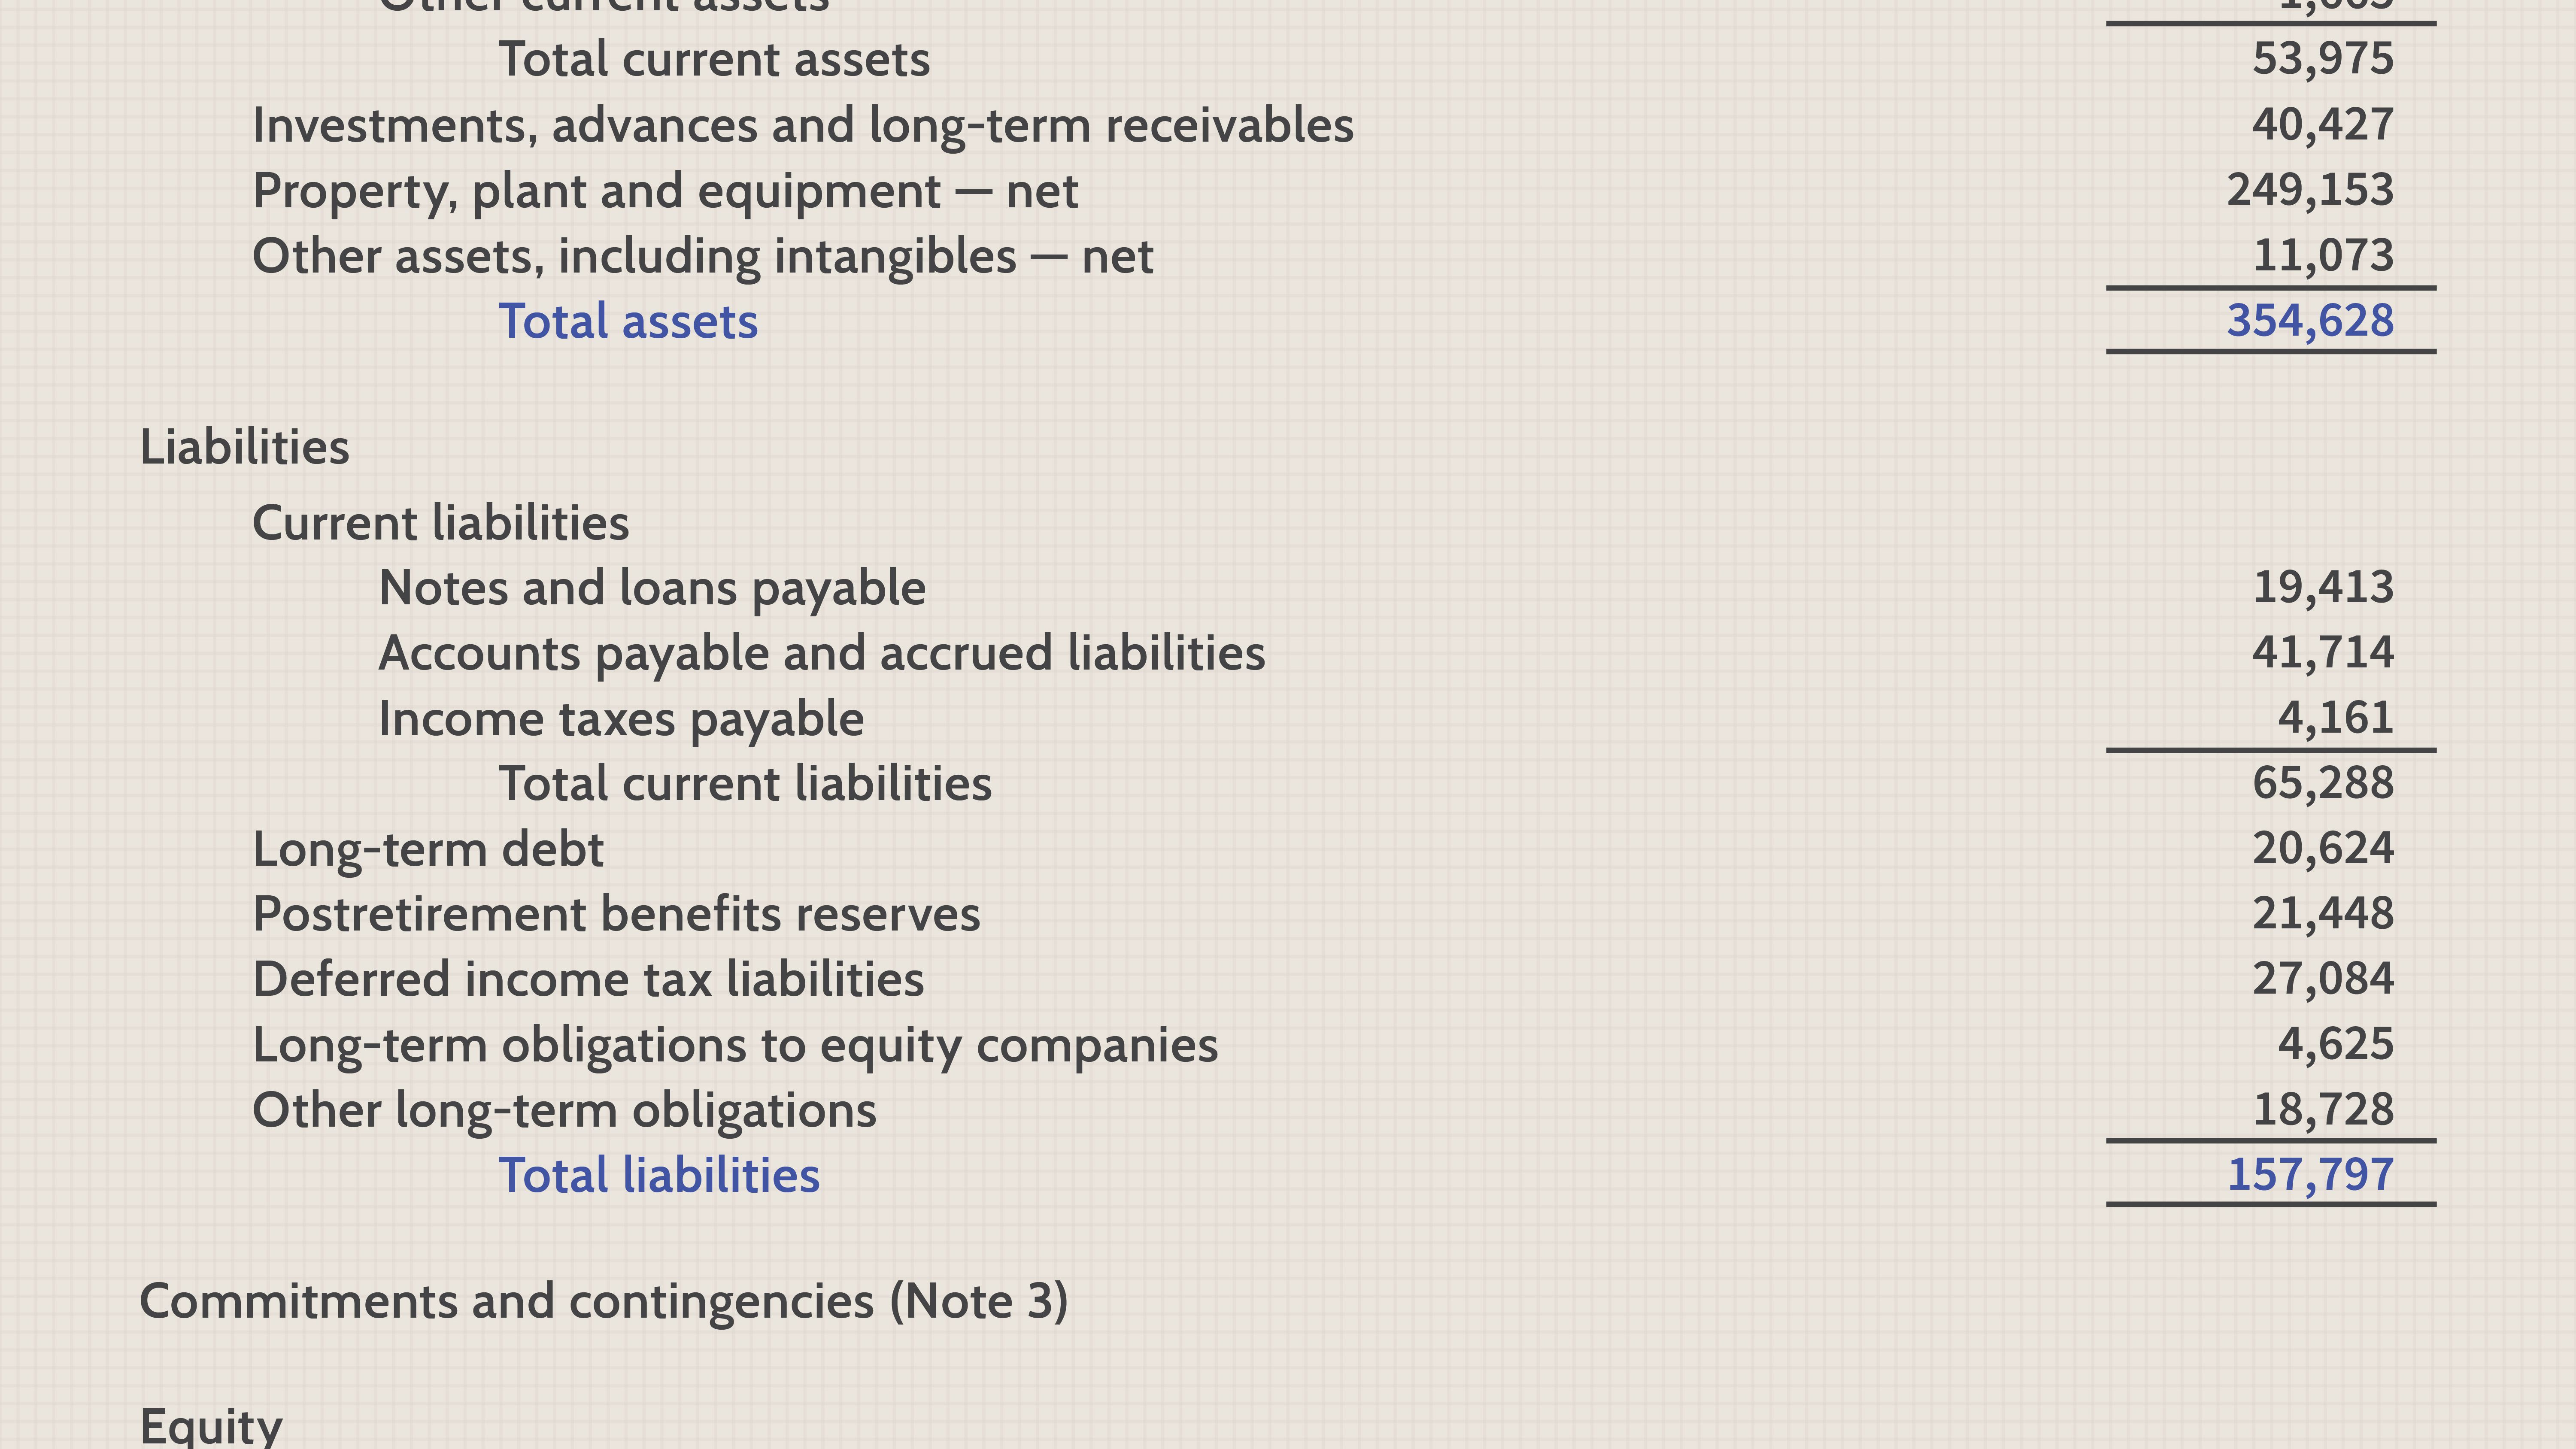 Other current assets
Total current assets 53,975
Investments, advances and long-term receivables 40,427
Property, plant and equipment — net 249,153
Other assets, including intangibles — net 11,073
Total assets 354,628
Liabilities
Current liabilities
Notes and loans payable 19,413
Accounts payable and accrued liabilities 41,714
Income taxes payable 4,161
Total current liabilities 65,288
Long-term debt 20,624
Postretirement benefits reserves 21,448
Deferred income tax liabilities 27,084
Long-term obligations to equity companies 4,625
Other long-term obligations 18,728
Total liabilities 157,797
Commitments and contingencies (Note 3)
Equity